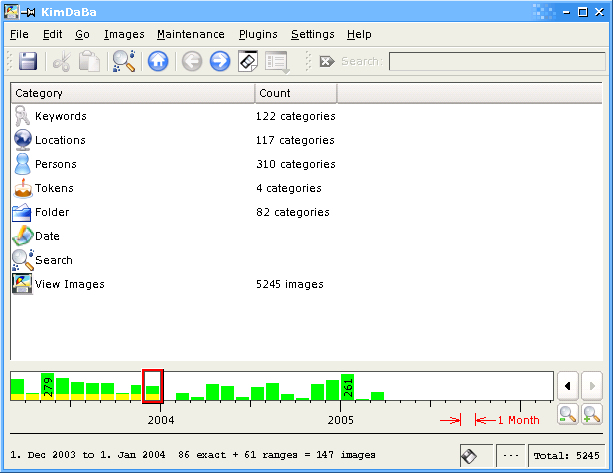 KimDaBa
File Edit Go Images Maintenance Plugins Settings Help
Search:
Category Count
Keywords 122 categories
Locations 117 categories
Persons 310 categories
Tokens 4 categories
Folder 82 categories
Date
Search
View Images 5245 images
279 261
2004 2005 1 Month
1. Dec 2003 to 1. Jan 2004 86 exact + 61 ranges = 147 images ... Total: 5245